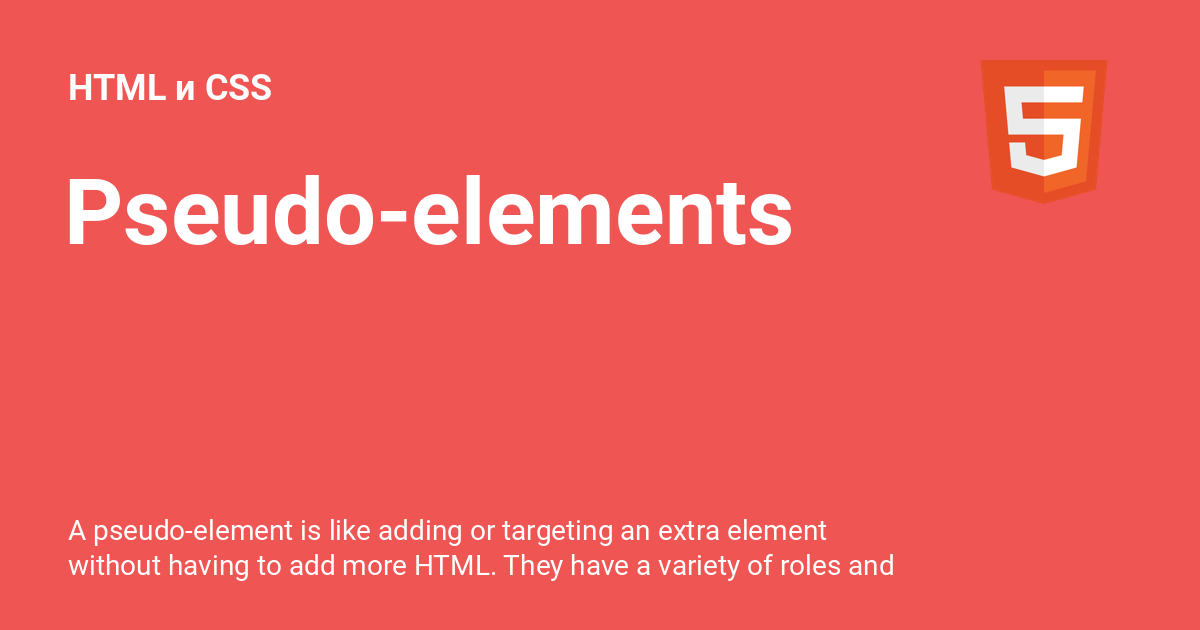 HTML и CSS
Pseudo-elements
A pseudo-element is like adding or targeting an extra element
without having to add more HTML. They have a variety of roles and